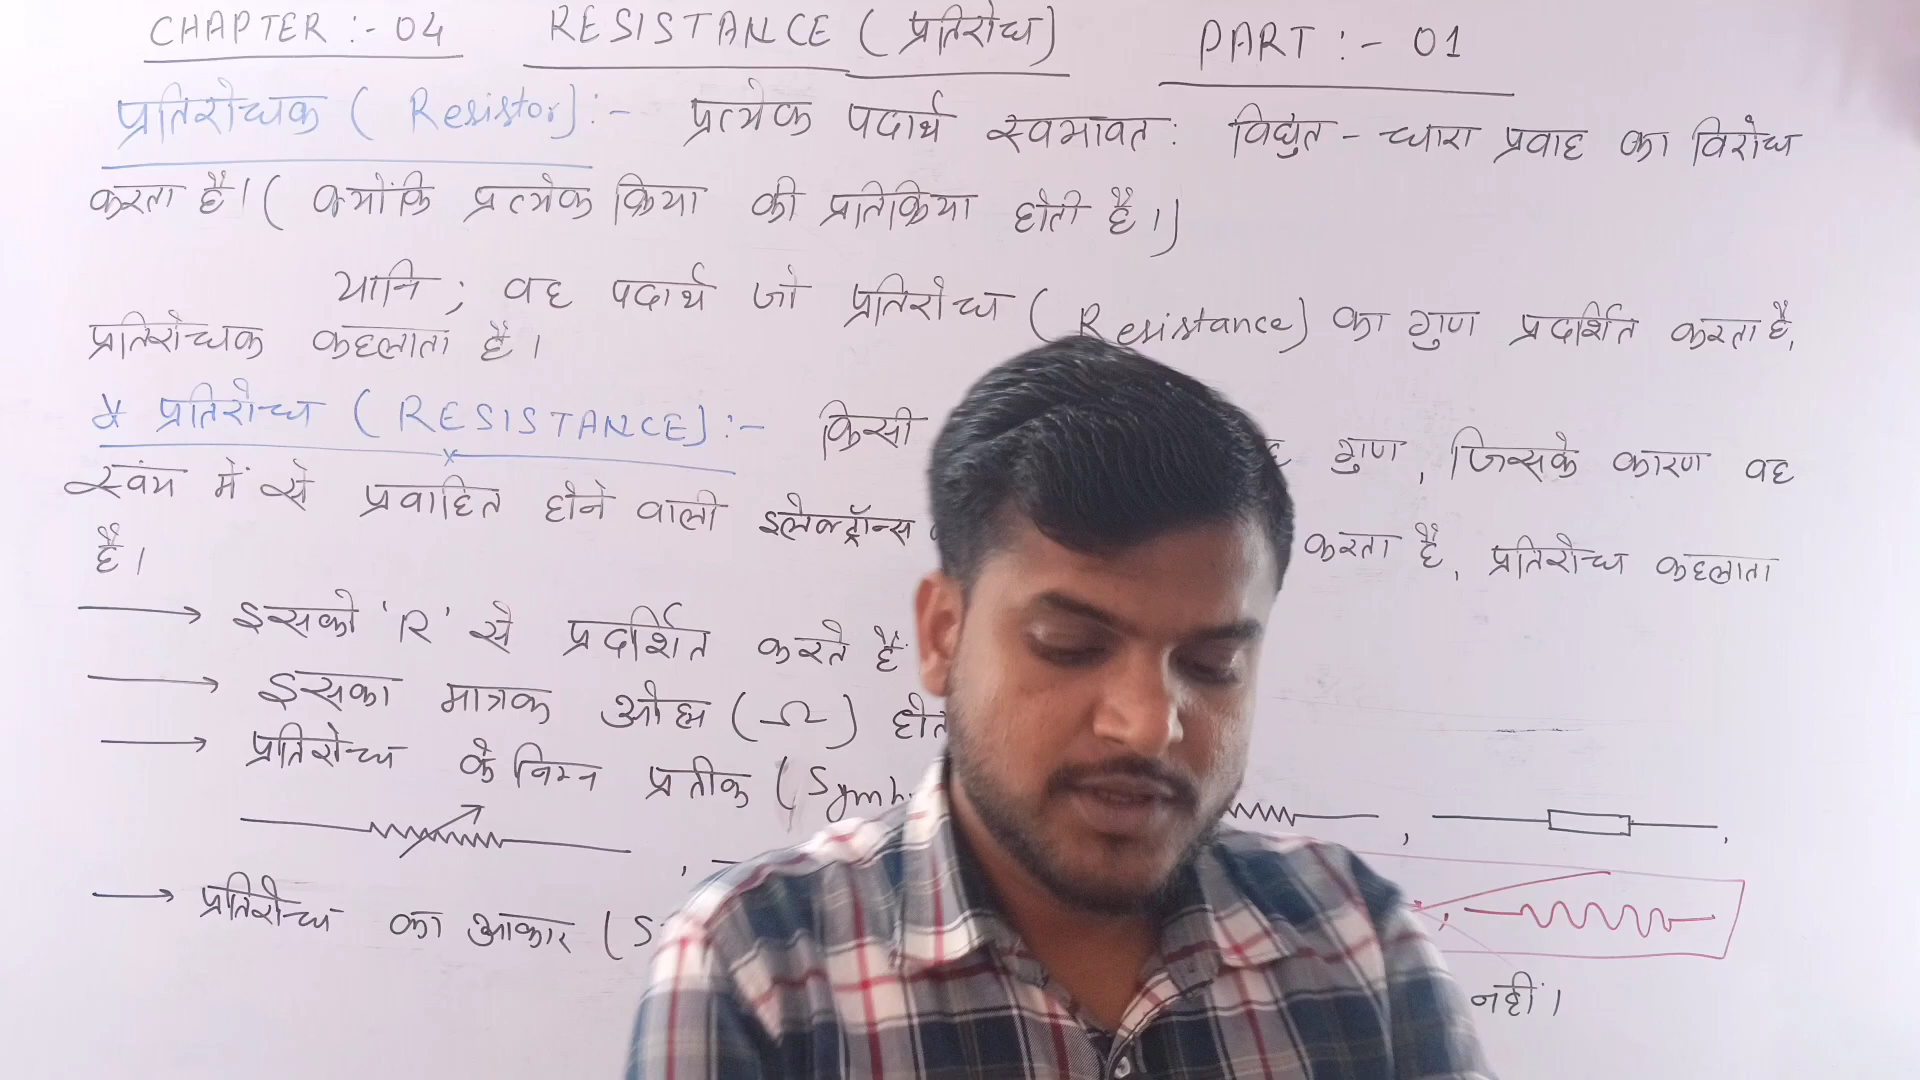 CHAPTER :- 04 RESISTANCE (प्रतिरोध) PART :- 01
प्रतिरोधक ( Resistor) :- प्रत्येक पदार्थ स्वभावत: विद्युत - धारा प्रवाह का विरोध
करता है। ( क्योंकि प्रत्येक क्रिया की प्रतिक्रिया होती है।)
यानि ; वह पदार्थ जो प्रतिरोध ( Resistance) का गुण प्रदर्शित करता है,
प्रतिरोधक कहलाता है।
* प्रतिरोध ( RESISTANCE) :- किसी गुण , जिसके कारण वह
स्वंय में से प्रवाहित होने वाली इलेक्ट्रॉन्स करता है, प्रतिरोध कहलाता
है।
→ इसको 'R' से प्रदर्शित करते हैं
→ इसका मात्रक ओह्म (Ω)
→ प्रतिरोध के निम्न प्रतीक (
→ प्रतिरोध का आकार (
नहीं।